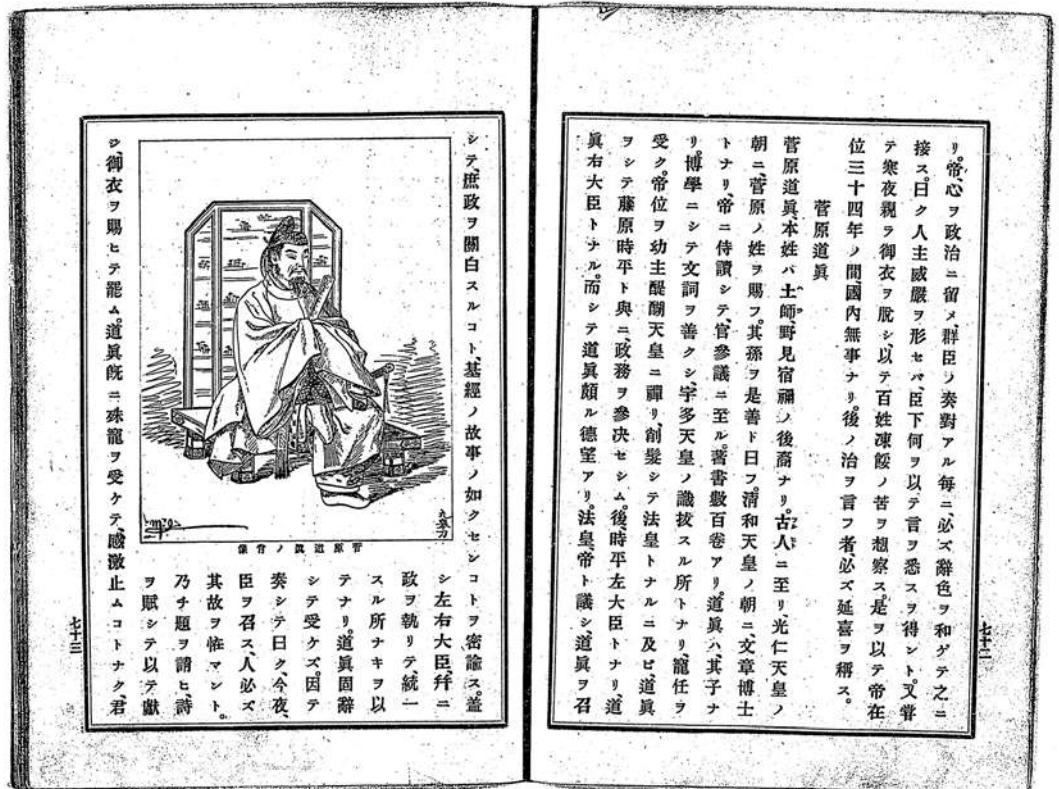 七十二
リ。帝、心ヲ政治ニ留メ、群臣ノ奏對アル每ニ、必ズ辭色ヲ和ゲテ之ニ
接ス。曰ク人主威嚴ヲ形セバ、臣下何ヲ以テ言ヲ悉スヲ得ント。又嘗
テ寒夜親ラ御衣ヲ脫シ、以テ百姓凍餒ノ苦ヲ想察ス。是ヲ以テ帝在
位三十四年ノ間、國內無事ナリ。後ノ治ヲ言フ者、必ズ延喜ヲ稱ス。
菅原道眞
菅原道眞、本姓ハ土師、野見宿禰ノ後裔ナリ。古人ニ至リ光仁天皇ノ
朝ニ、菅原ノ姓ヲ賜フ。其孫ヲ是善ト曰フ。淸和天皇ノ朝ニ、文章博士
トナリ、帝ニ侍讀シテ、官參議ニ至ル。著書數百卷アリ。道眞ハ、其子ナ
リ。博學ニシテ文詞ヲ善クシ、宇多天皇ノ識拔スル所トナリ、寵任ヲ
受ク。帝位ヲ幼主醍醐天皇ニ禪リ、削髮シテ法皇トナルニ及ビ、道眞
ヲシテ藤原時平ト與ニ、政務ヲ參決セシム。後、時平左大臣トナリ、道
眞右大臣トナル。而シテ道眞頗ル德望アリ。法皇、帝ト議シ、道眞ヲ召
シテ、庶政ヲ關白スルコト、基經ノ故事ノ如クセンコトヲ密諭ス。蓋
シ左右大臣、幷ニ
政ヲ執リテ統一
スル所ナキヲ以
テナリ。道眞固辭
シテ受ケズ。因テ
奏シテ曰ク、今夜、
臣ヲ召ス、人必ズ
其故ヲ恠マント。
乃チ題ヲ請ヒ、詩
ヲ賦シテ以テ獻
ジ、御衣ヲ賜ヒテ罷ム。道眞旣ニ殊寵ヲ受ケテ、感激止ムコトナク、君
菅原道眞ノ肖像
七十三